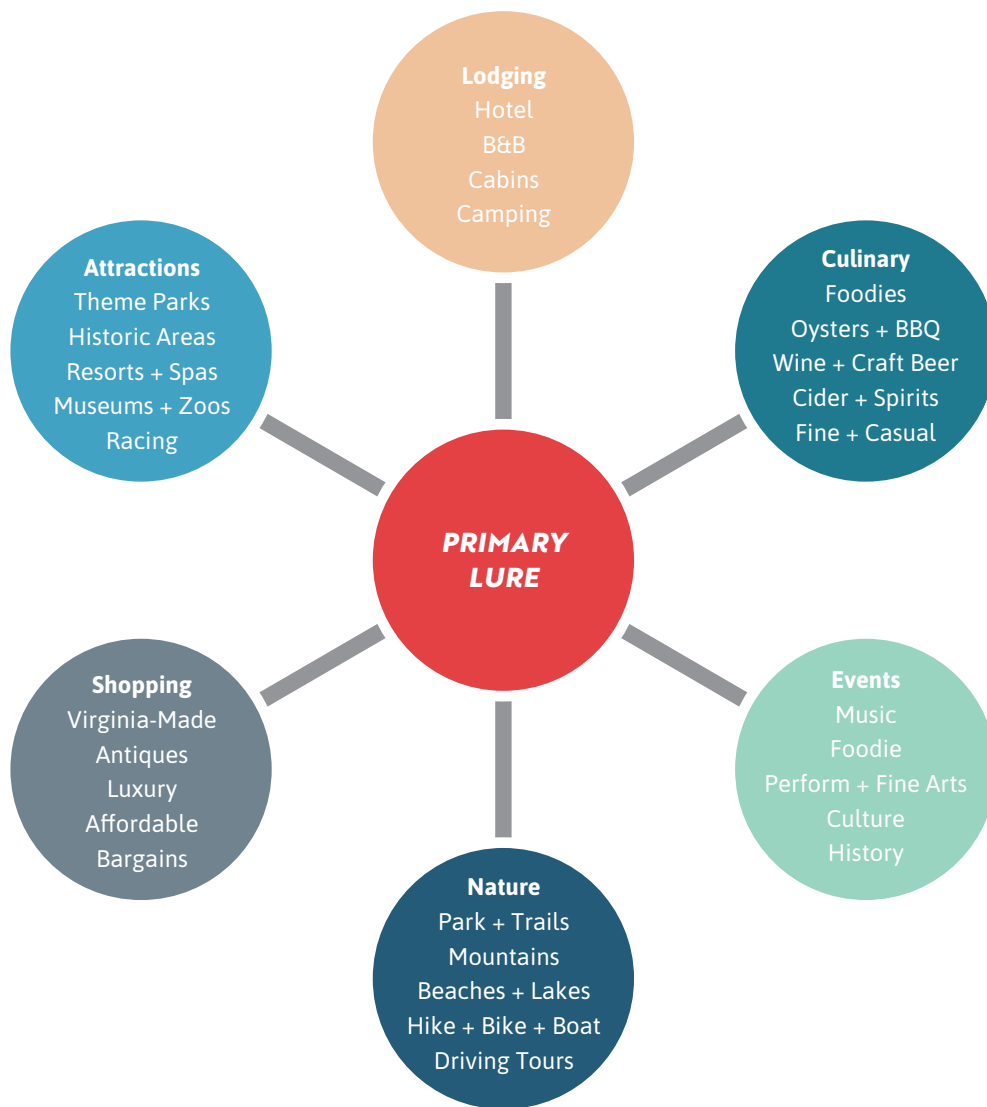 Lodging
Hotel
B&B
Cabins
Camping
Attractions
Theme Parks
Historic Areas
Resorts + Spas
Museums + Zoos
Racing
Culinary
Foodies
Oysters + BBQ
Wine + Craft Beer
Cider + Spirits
Fine + Casual
PRIMARY
LURE
Shopping
Virginia-Made
Antiques
Luxury
Affordable
Bargains
Events
Music
Foodie
Perform + Fine Arts
Culture
History
Nature
Park + Trails
Mountains
Beaches + Lakes
Hike + Bike + Boat
Driving Tours